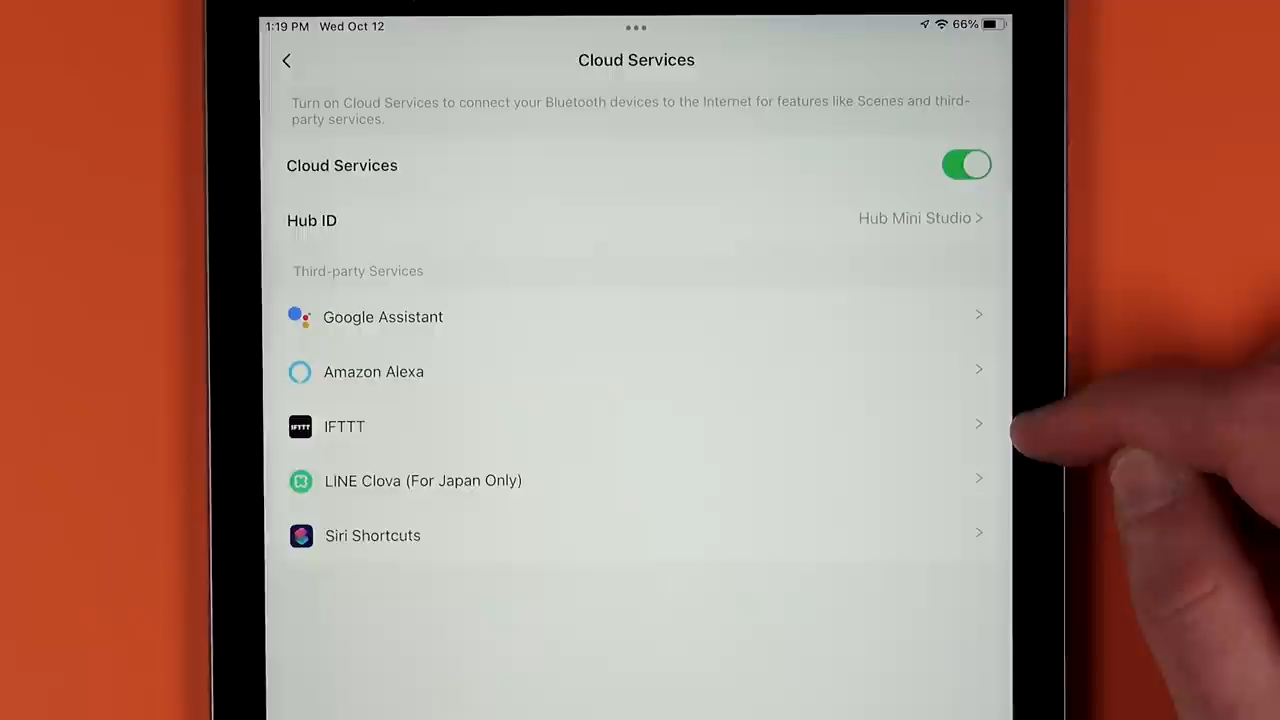 1:19 PM Wed Oct 12
66%
Cloud Services
Turn on Cloud Services to connect your Bluetooth devices to the Internet for features like Scenes and third-
party services.
Cloud Services
Hub ID
Hub Mini Studio >
Third-party Services
Google Assistant
Amazon Alexa
IFTTT IFTTT
LINE Clova (For Japan Only)
Siri Shortcuts